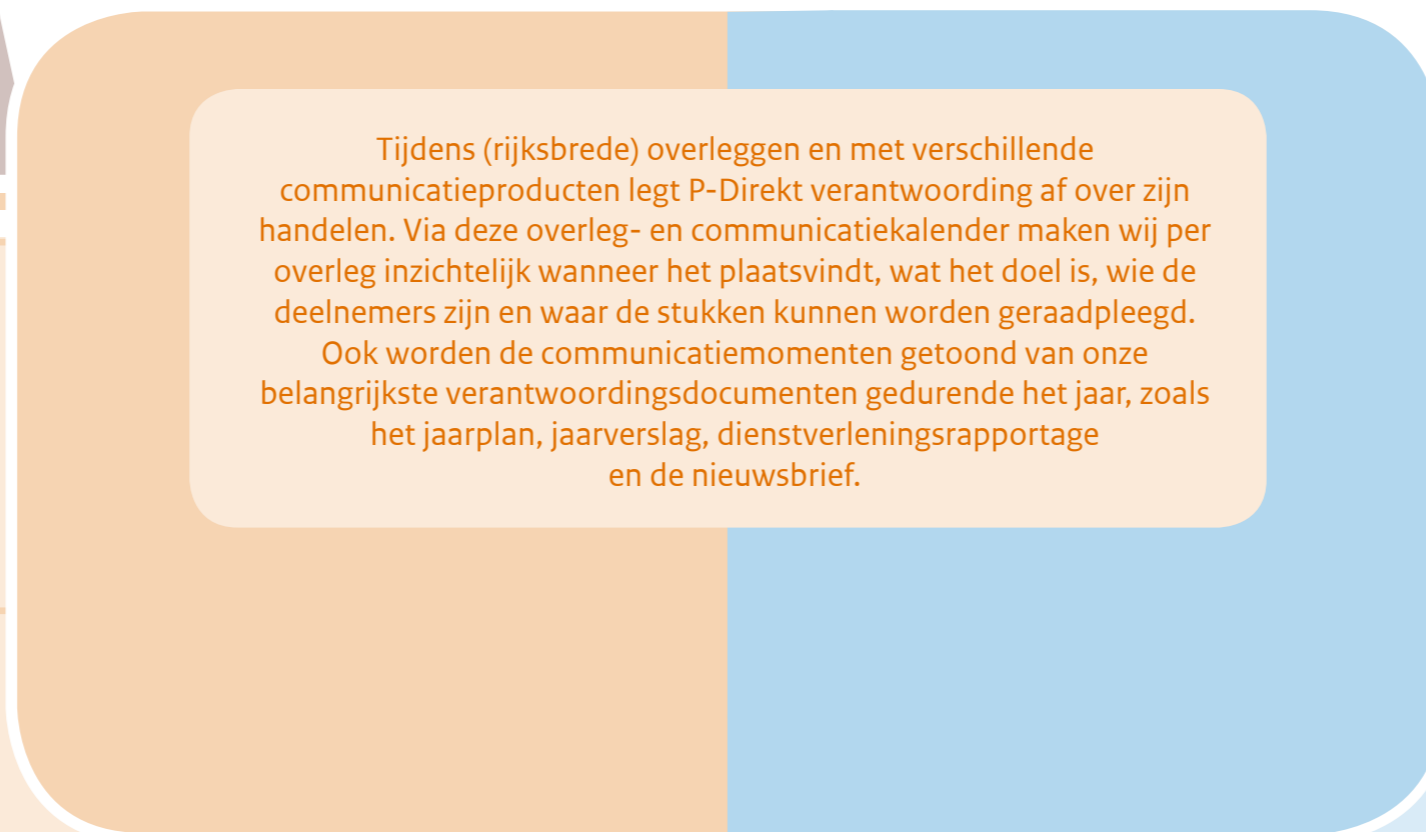 Tijdens (rijksbrede) overleggen en met verschillende
communicatieproducten legt P-Direkt verantwoording af over zijn
handelen. Via deze overleg- en communicatiekalender maken wij per
overleg inzichtelijk wanneer het plaatsvindt, wat het doel is, wie de
deelnemers zijn en waar de stukken kunnen worden geraadpleegd.
Ook worden de communicatiemomenten getoond van onze
belangrijkste verantwoordingsdocumenten gedurende het jaar, zoals
het jaarplan, jaarverslag, dienstverleningsrapportage
en de nieuwsbrief.